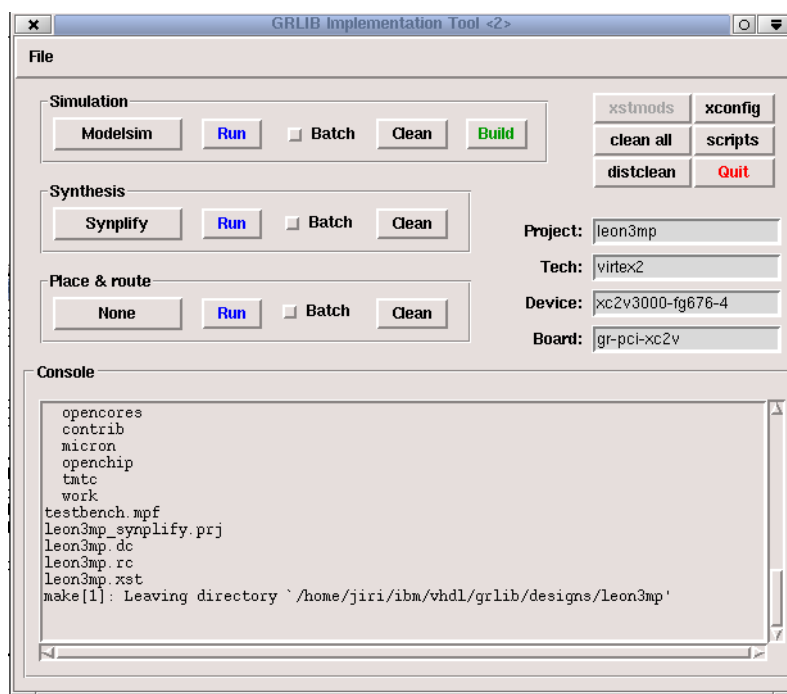 GRLIB Implementation Tool <2>
File
Simulation
Modelsim Run Batch Clean Build
xstmods xconfig
clean all scripts
distclean Quit
Synthesis
Synplify Run Batch Clean
Place & route
None Run Batch Clean
Project: leon3mp
Tech: virtex2
Device: xc2v3000-fg676-4
Board: gr-pci-xc2v
Console
opencores
contrib
micron
openchip
tmtc
work
testbench.mpf
leon3mp_synplify.prj
leon3mp.dc
leon3mp.rc
leon3mp.xst
make[1]: Leaving directory `/home/jiri/ibm/vhdl/grlib/designs/leon3mp'